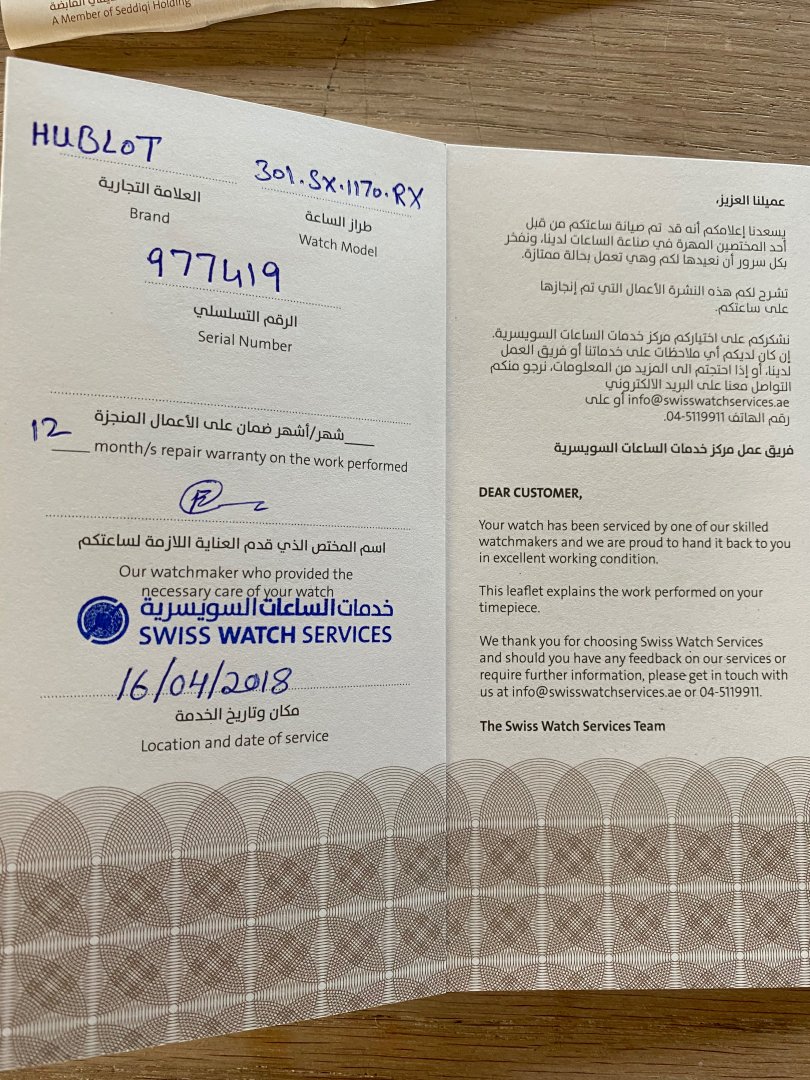 القابضة
A Member of Seddiqi Holding
HUBLOT
301.SX.1170.RX
العلامة التجارية
Brand
طراز الساعة
Watch Model
977419
الرقم التسلسلي
Serial Number
12
____شهر/أشهر ضمان على الأعمال المنجزة
____ month/s repair warranty on the work performed
اسم المختص الذي قدم العناية اللازمة لساعتكم
Our watchmaker who provided the
necessary care of your watch
خدمات الساعات السويسرية
SWISS WATCH SERVICES
16/04/2018
مكان وتاريخ الخدمة
Location and date of service
عميلنا العزيز،
يسعدنا إعلامكم أنه قد تم صيانة ساعتكم من قبل
أحد المختصين المهرة في صناعة الساعات لدينا، ونفخر
بكل سرور أن نعيدها لكم وهي تعمل بحالة ممتازة.
تشرح لكم هذه النشرة الأعمال التي تم إنجازها
على ساعتكم.
نشكركم على اختياركم مركز خدمات الساعات السويسرية.
إن كان لديكم أي ملاحظات على خدماتنا أو فريق العمل
لدينا، أو إذا احتجتم الى المزيد من المعلومات، نرجو منكم
التواصل معنا على البريد الالكتروني
info@swisswatchservices.ae أو على
رقم الهاتف 5119911-04.
فريق عمل مركز خدمات الساعات السويسرية
DEAR CUSTOMER,
Your watch has been serviced by one of our skilled
watchmakers and we are proud to hand it back to you
in excellent working condition.
This leaflet explains the work performed on your
timepiece.
We thank you for choosing Swiss Watch Services
and should you have any feedback on our services or
require further information, please get in touch with
us at info@swisswatchservices.ae or 04-5119911.
The Swiss Watch Services Team